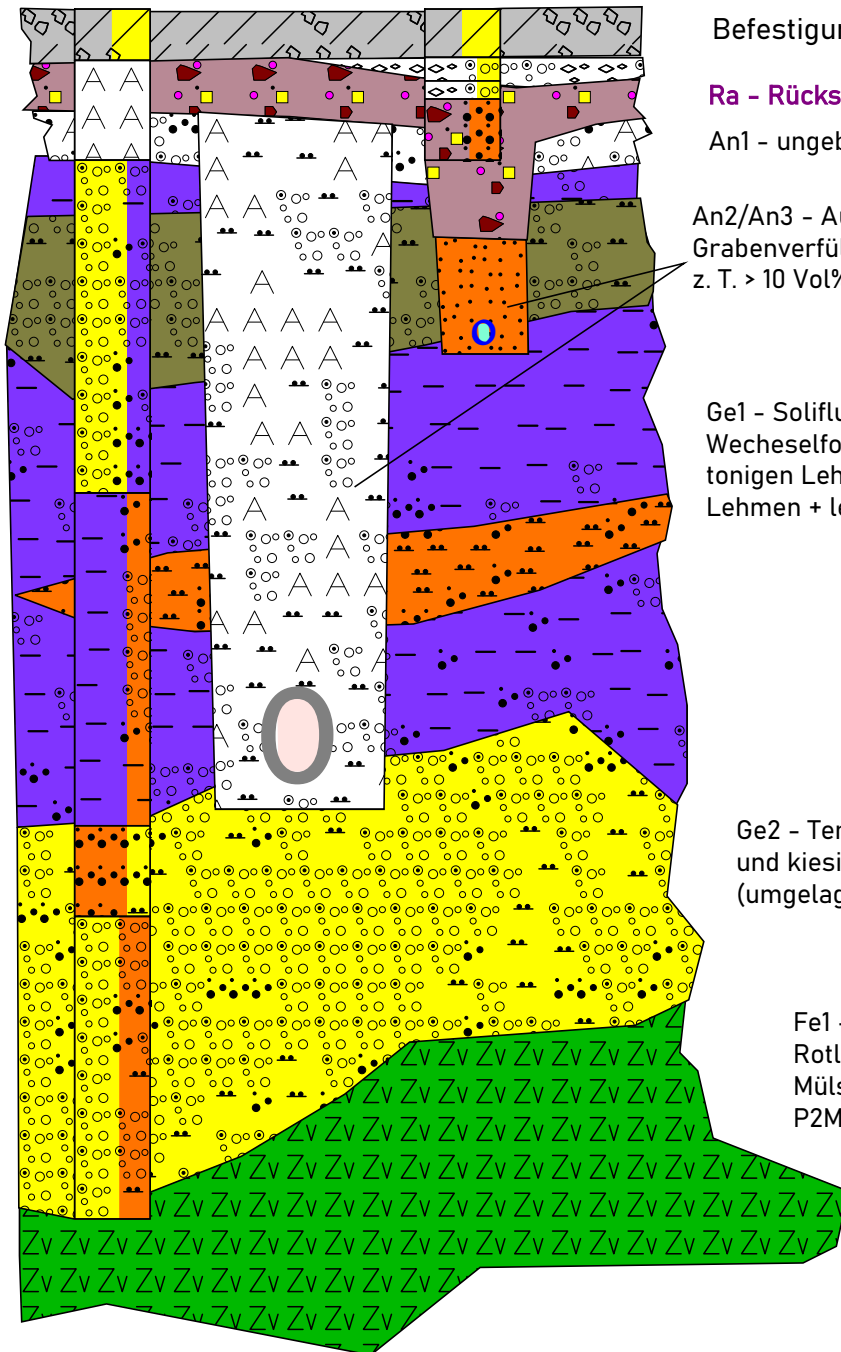 Befestigun
Ra - Rücks
An1 - ungeb
An2/An3 - Au
Grabenverfül
z. T. > 10 Vol%
Ge1 - Soliflu
Wecheselfo
tonigen Leh
Lehmen + le
Ge2 - Ter
und kiesi
(umgelag
Fe1 -
Rotl
Müls
P2M